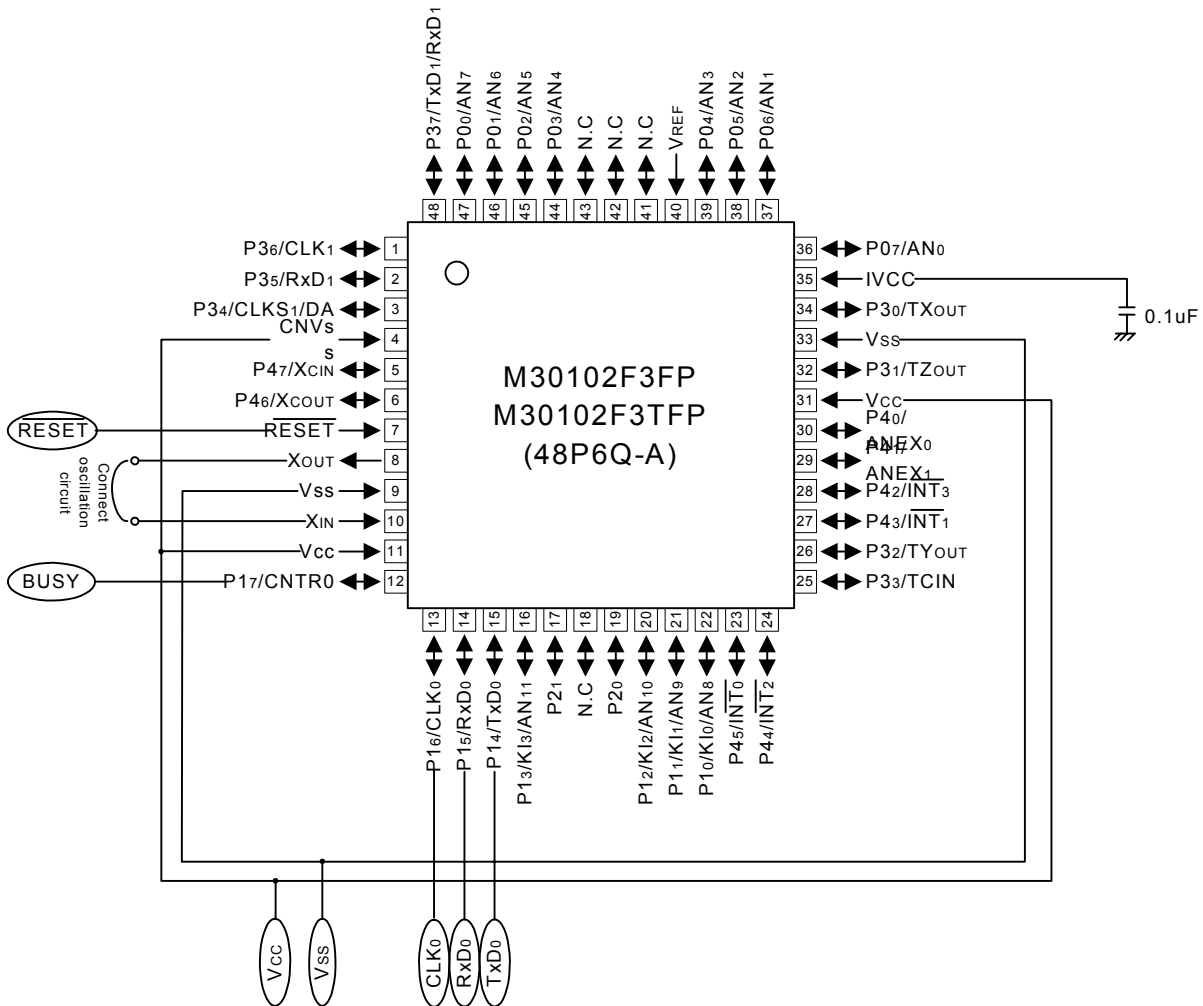 P37/TxD1/RxD1
P00/AN7
P01/AN6
P02/AN5
P03/AN4
N.C
N.C
N.C
VREF
P04/AN3
P05/AN2
P06/AN1
48
47
46
45
44
43
42
41
40
39
38
37
P36/CLK1
1
P35/RxD1
2
P34/CLKS1/DA
3
CNVs
s
4
P47/XCIN
5
P46/XCOUT
6
RESET
RESET
7
XOUT
8
Vss
9
XIN
10
Vcc
11
BUSY
P17/CNTR0
12
Connect
oscillation
circuit
M30102F3FP
M30102F3TFP
(48P6Q-A)
36
P07/AN0
35
IVCC
0.1uF
34
P30/TXOUT
33
Vss
32
P31/TZOUT
31
Vcc
30
P40/
ANEX0
29
P41/
ANEX1
28
P42/INT3
27
P43/INT1
26
P32/TYOUT
25
P33/TCIN
13
14
15
16
17
18
19
20
21
22
23
24
P16/CLK0
P15/RxD0
P14/TxD0
P13/KI3/AN11
P21
N.C
P20
P12/KI2/AN10
P11/KI1/AN9
P10/KI0/AN8
P45/INT0
P44/INT2
Vcc
Vss
CLK0
RxD0
TxD0